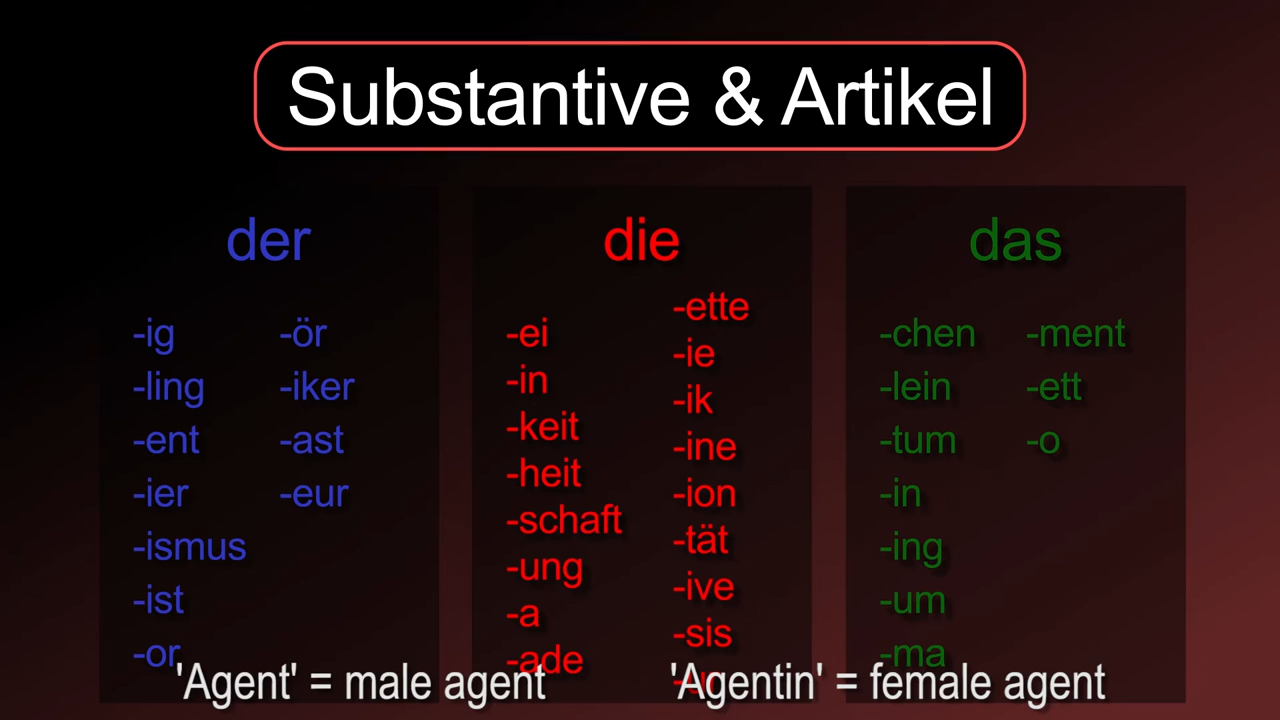 Substantive & Artikel
der
-ig
-ling
-ent
-ier
-ismus
-ist
-or
-ör
-iker
-ast
-eur
die
-ei
-in
-keit
-heit
-schaft
-ung
-a
-ade
-ette
-ie
-ik
-ine
-ion
-tät
-ive
-sis
das
-chen
-lein
-tum
-in
-ing
-um
-ma
-ment
-ett
-o
'Agent' = male agent 'Agentin' = female agent